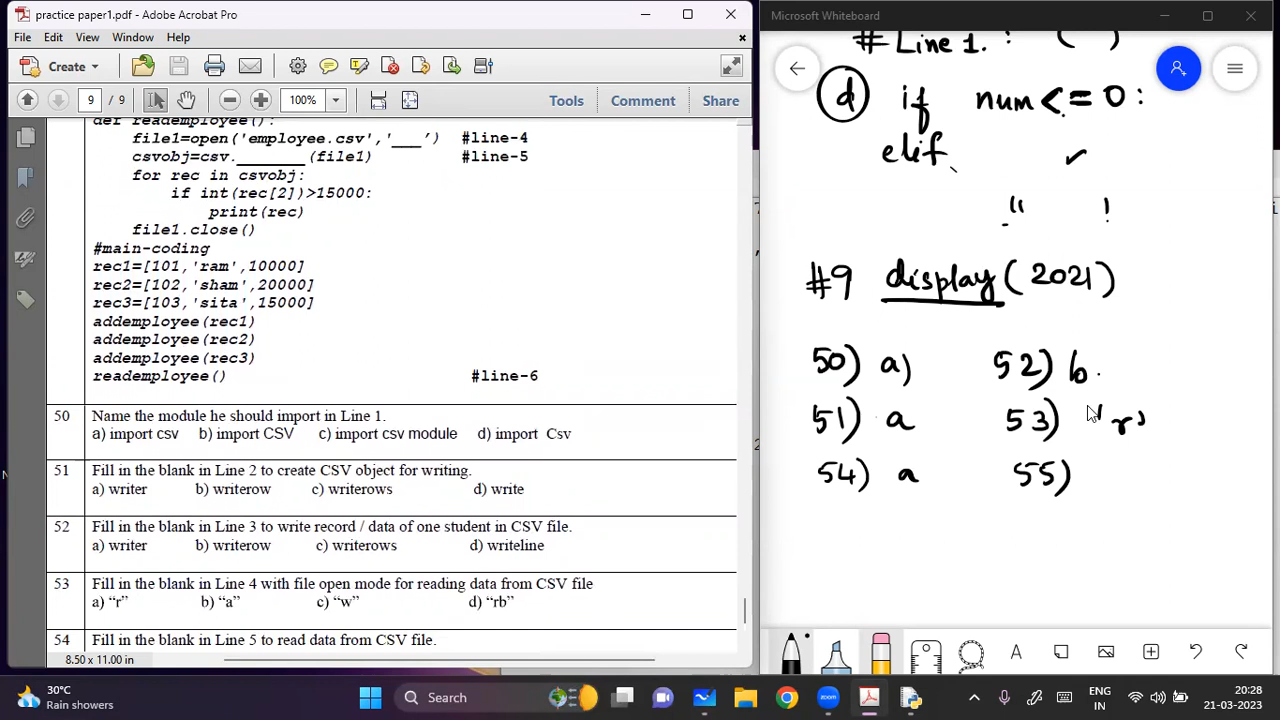 practice paper1.pdf - Adobe Acrobat Pro
File Edit View Window Help
Create
9 / 9 100% Tools Comment Share
def reademployee():
file1=open('employee.csv','___') #line-4
csvobj=csv._______(file1) #line-5
for rec in csvobj:
if int(rec[2])>15000:
print(rec)
file1.close()
#main-coding
rec1=[101,'ram',10000]
rec2=[102,'sham',20000]
rec3=[103,'sita',15000]
addemployee(rec1)
addemployee(rec2)
addemployee(rec3)
reademployee() #line-6
50 Name the module he should import in Line 1.
a) import csv b) import CSV c) import csv module d) import Csv
51 Fill in the blank in Line 2 to create CSV object for writing.
a) writer b) writerow c) writerows d) write
52 Fill in the blank in Line 3 to write record / data of one student in CSV file.
a) writer b) writerow c) writerows d) writeline
53 Fill in the blank in Line 4 with file open mode for reading data from CSV file
a) “r” b) “a” c) “w” d) “rb”
54 Fill in the blank in Line 5 to read data from CSV file.
8.50 x 11.00 in
Microsoft Whiteboard
# Line 1. : ( )
d if num <= 0 :
elif
" !
#9 display(2021)
50) a) 52) b.
51) a 53) 'r'
54) a 55)
30°C
Rain showers
Search
zoom
ENG
IN
20:28
21-03-2023